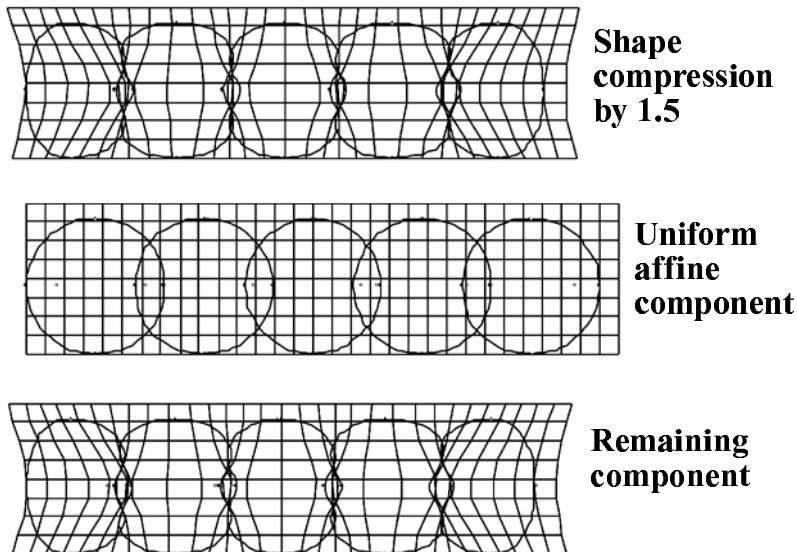 Shape
compression
by 1.5
Uniform
affine
component
Remaining
component